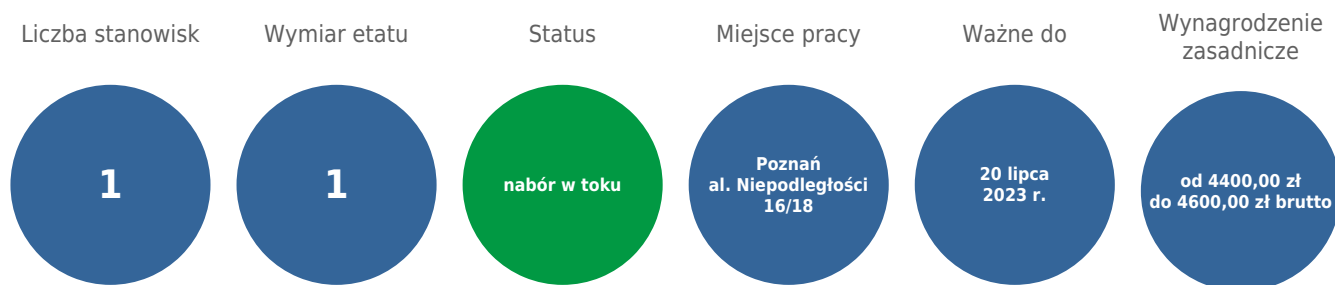 Liczba stanowisk
1
Wymiar etatu
1
Status
nabór w toku
Miejsce pracy
Poznań
al. Niepodległości
16/18
Ważne do
20 lipca
2023 r.
Wynagrodzenie
zasadnicze
od 4400,00 zł
do 4600,00 zł brutto